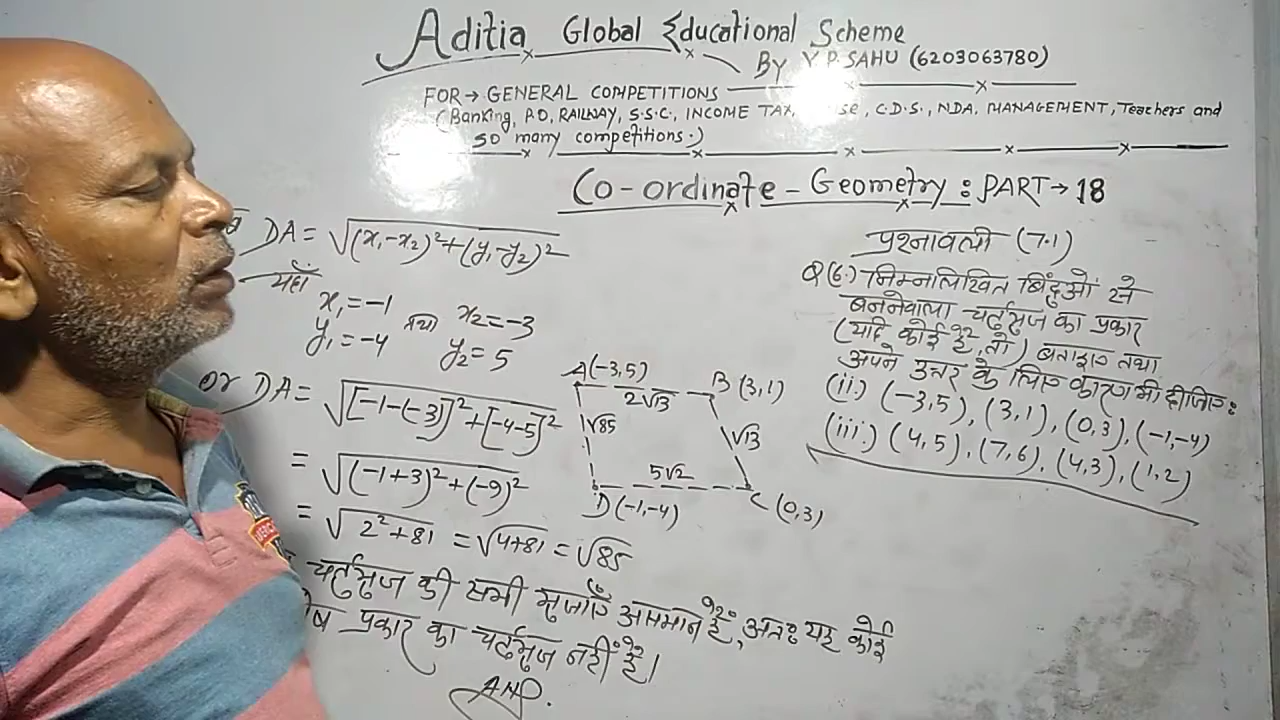 Aditia Global Educational Scheme
By Y.P. SAHU (6203063780)
FOR → GENERAL COMPETITIONS
(Banking, P.O, RAILWAY, S.S.C, INCOME TAX, C.D.S., NDA, MANAGEMENT, Teachers and
so many competitions.)
Co-ordinate - Geometry : PART → 18
DA = √(x₁-x₂)²+(y₁-y₂)²
यहाँ
x₁ = -1 तथा x₂ = -3
y₁ = -4 y₂ = 5
or DA = √[-1-(-3)]²+[-4-5]²
= √(-1+3)²+(-9)²
= √2²+81 = √4+81 = √85
चर्तुभुज की सभी भुजाएँ असमान हैं, अतः यह कोई
प्रकार का चर्तुभुज नहीं है।
Ans.
A(-3,5) B(3,1)
2√13
√85 √13
5√2
D(-1,-4) C(0,3)
प्रश्नावली (7.1)
Q(6) निम्नलिखित बिंदुओं से
बननेवाला चर्तुभुज का प्रकार
(यदि कोई है, तो) बताइए तथा
अपने उत्तर के लिए कारण भी दीजिए:
(ii.) (-3,5), (3,1), (0,3), (-1,-4)
(iii.) (4,5), (7,6), (4,3), (1,2)